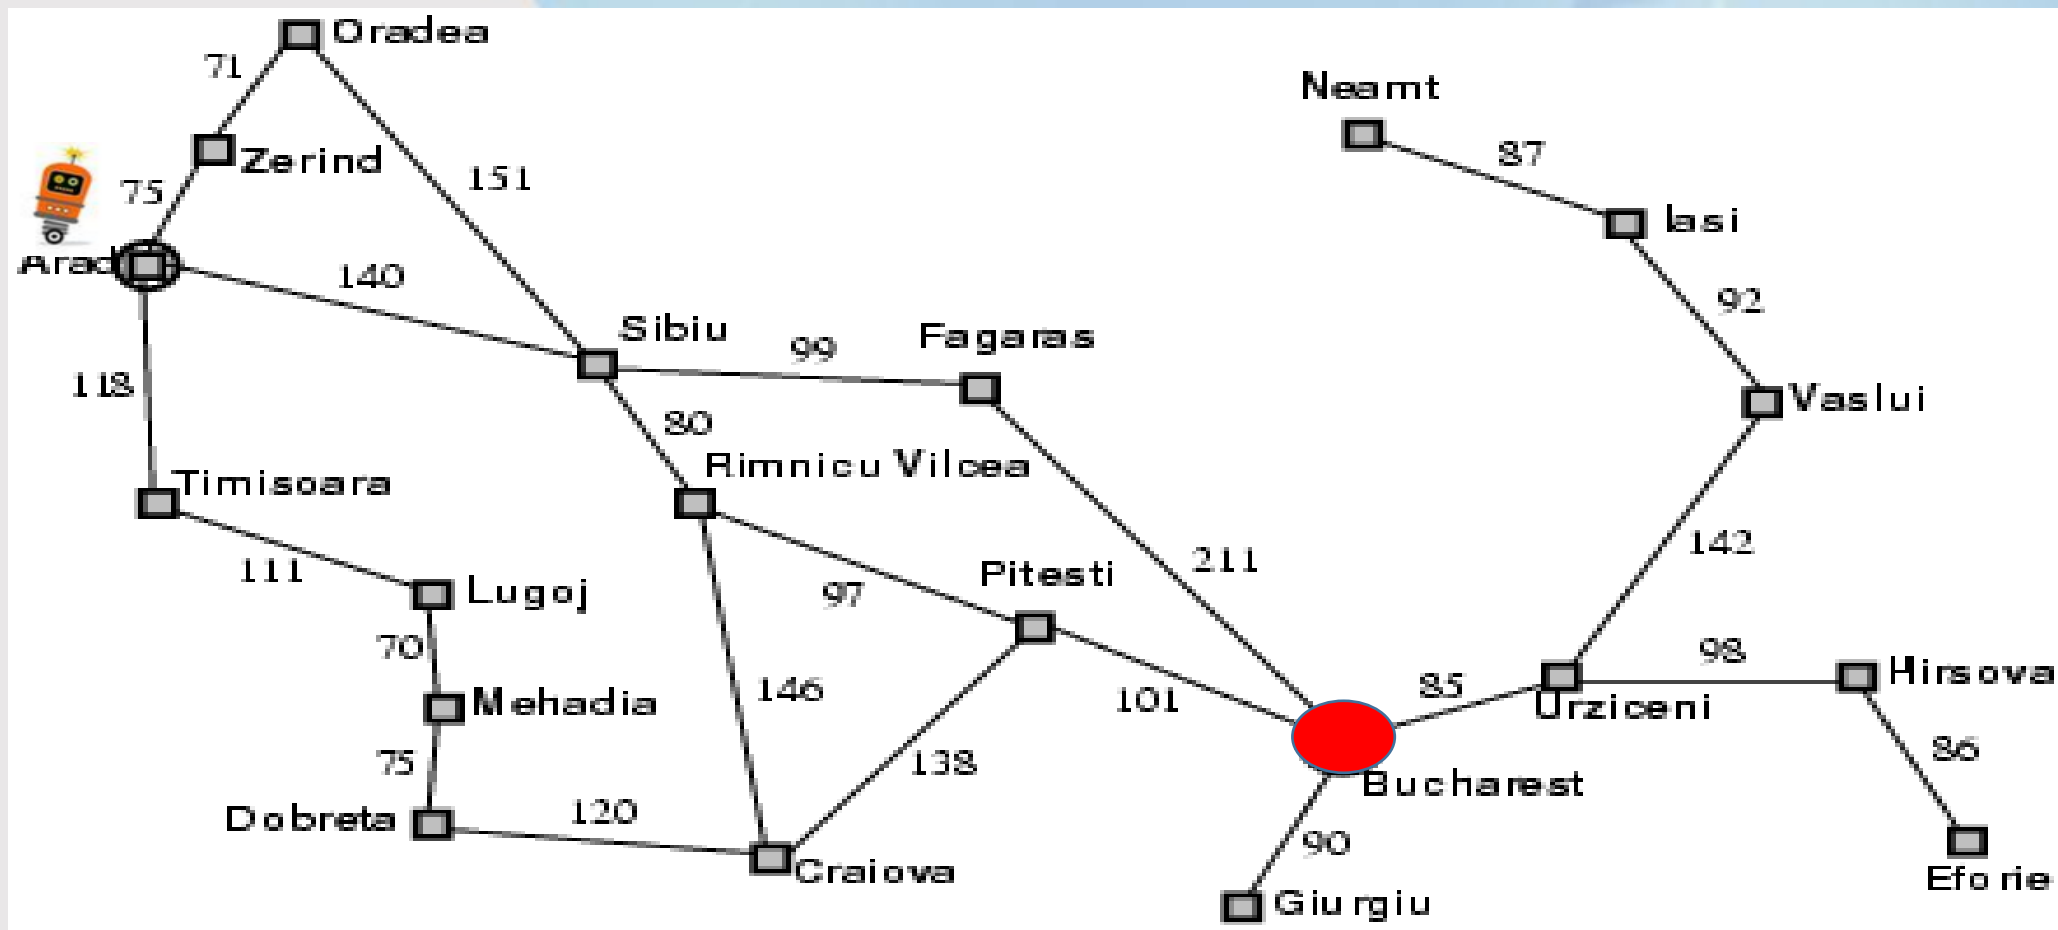 Oradea
71
Neamt
87
Zerind
75
151
Iasi
Arad
140
92
Sibiu
99
Fagaras
118
80
Vaslui
Timisoara
Rimnicu Vilcea
111
Lugoj
97
Pitesti
211
142
70
Mehadia
146
101
85
98
Hirsova
Urziceni
75
138
86
Bucharest
Dobreta
120
90
Craiova
Eforie
Giurgiu